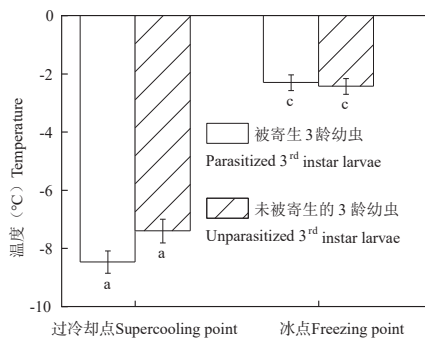 0
-2
-4
-6
-8
-10
温度（℃）Temperature
a
a
c
c
被寄生3龄幼虫
Parasitized 3rd instar larvae
未被寄生的3龄幼虫
Unparasitized 3rd instar larvae
过冷却点Supercooling point
冰点Freezing point